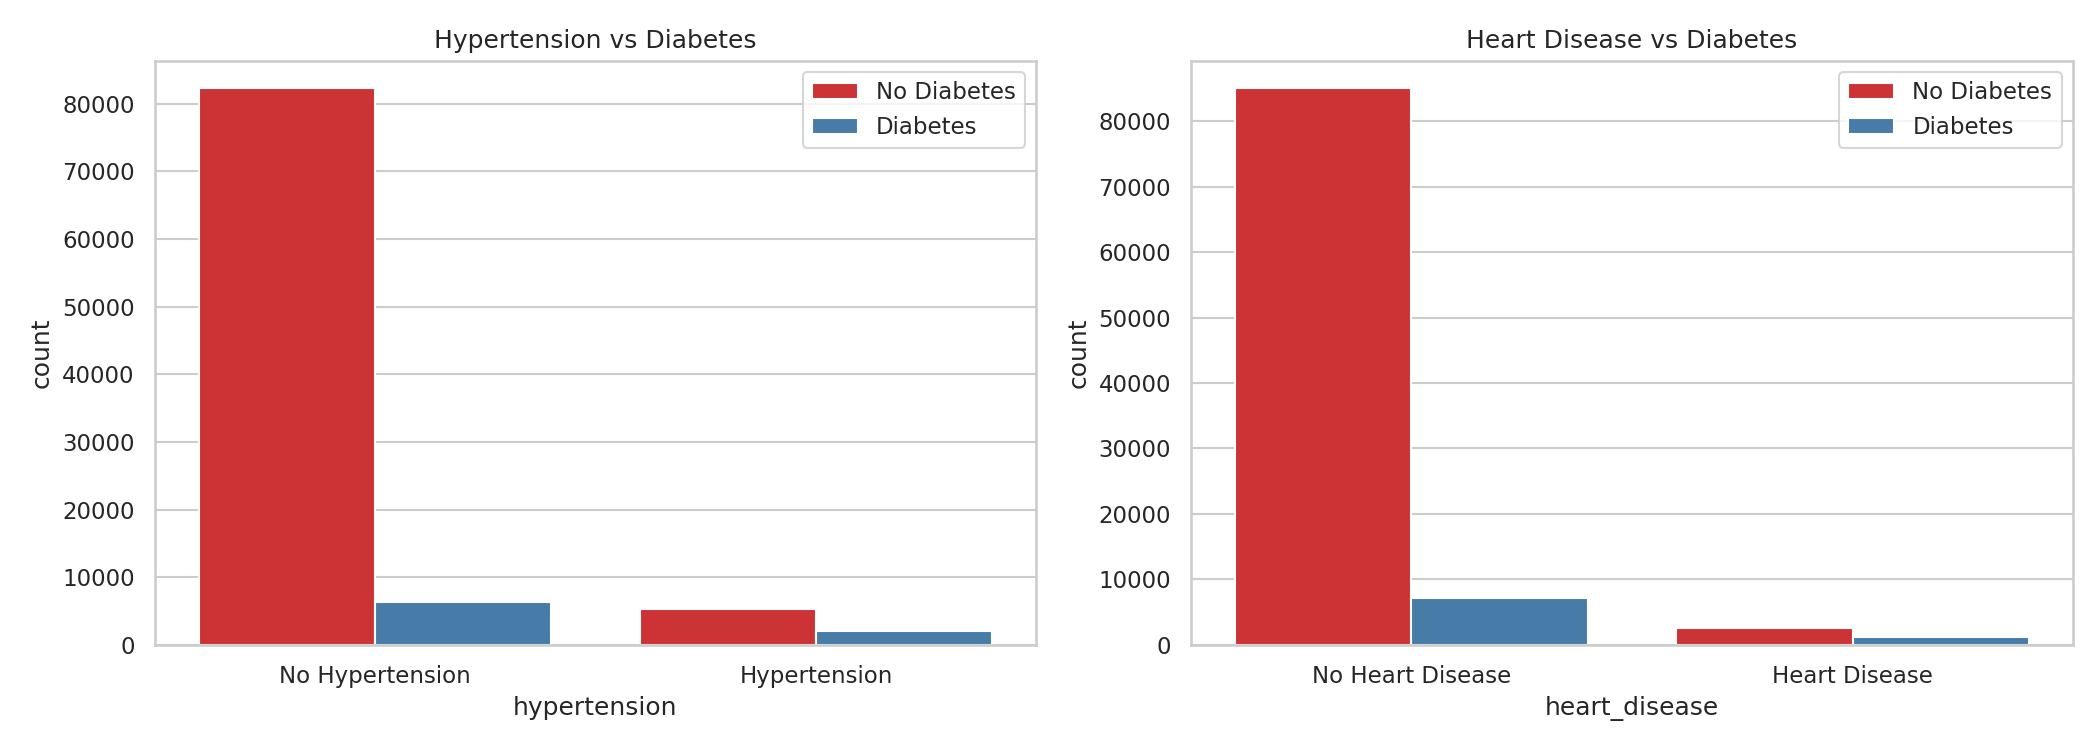 Hypertension vs Diabetes
No Diabetes
Diabetes
80000
70000
60000
50000
40000
30000
20000
10000
0
count
No Hypertension
Hypertension
hypertension
Heart Disease vs Diabetes
No Diabetes
Diabetes
80000
70000
60000
50000
40000
30000
20000
10000
0
count
No Heart Disease
Heart Disease
heart_disease